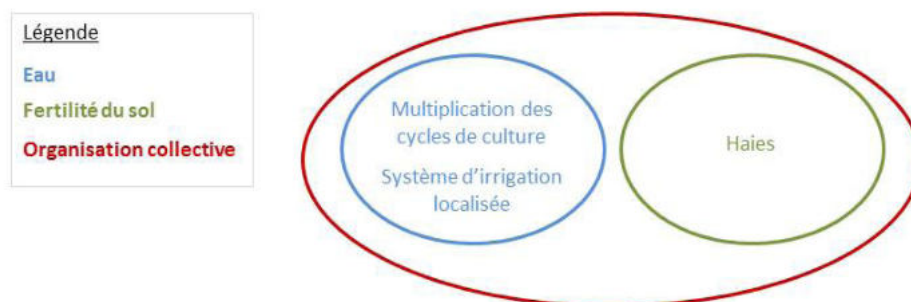 Légende
Eau
Fertilité du sol
Organisation collective
Multiplication des
cycles de culture
Système d'irrigation
localisée
Haies